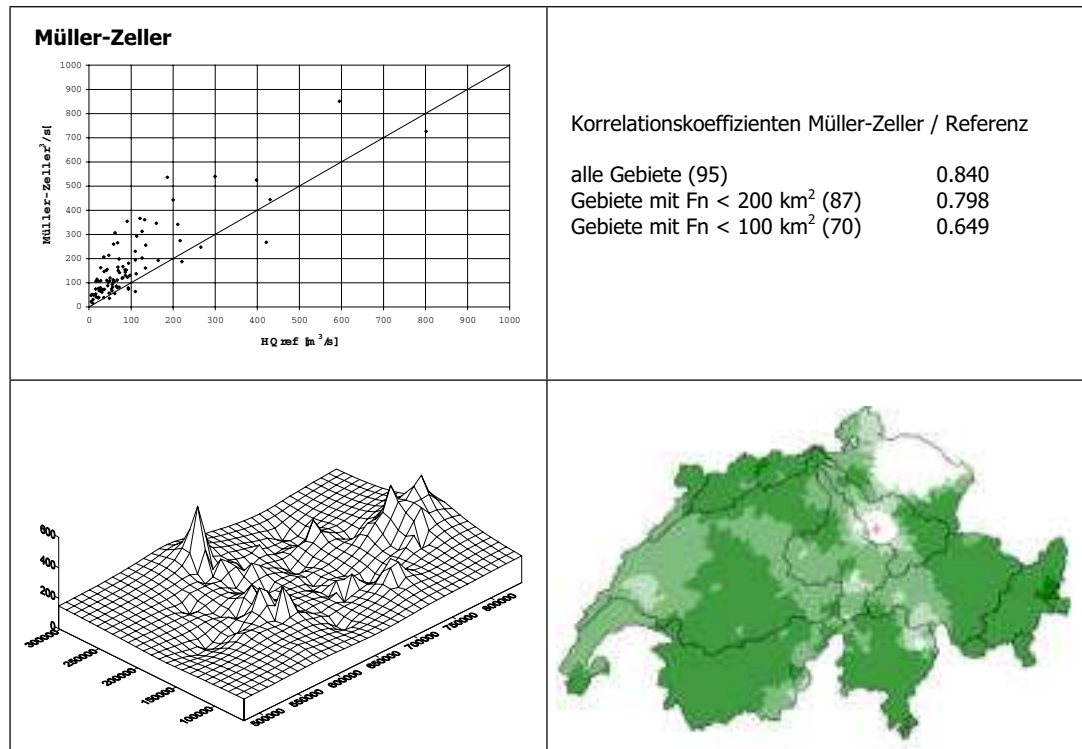 Müller-Zeller
1000
900
800
700
600
500
400
300
200
100
0
Müller-Zeller³/s]
0 100 200 300 400 500 600 700 800 900 1000
HQ ref [m³/s]
Korrelationskoeffizienten Müller-Zeller / Referenz
alle Gebiete (95) 0.840
Gebiete mit Fn < 200 km² (87) 0.798
Gebiete mit Fn < 100 km² (70) 0.649
600
400
200
0
300000 250000 200000 150000 100000
500000 550000 600000 650000 700000 750000 800000